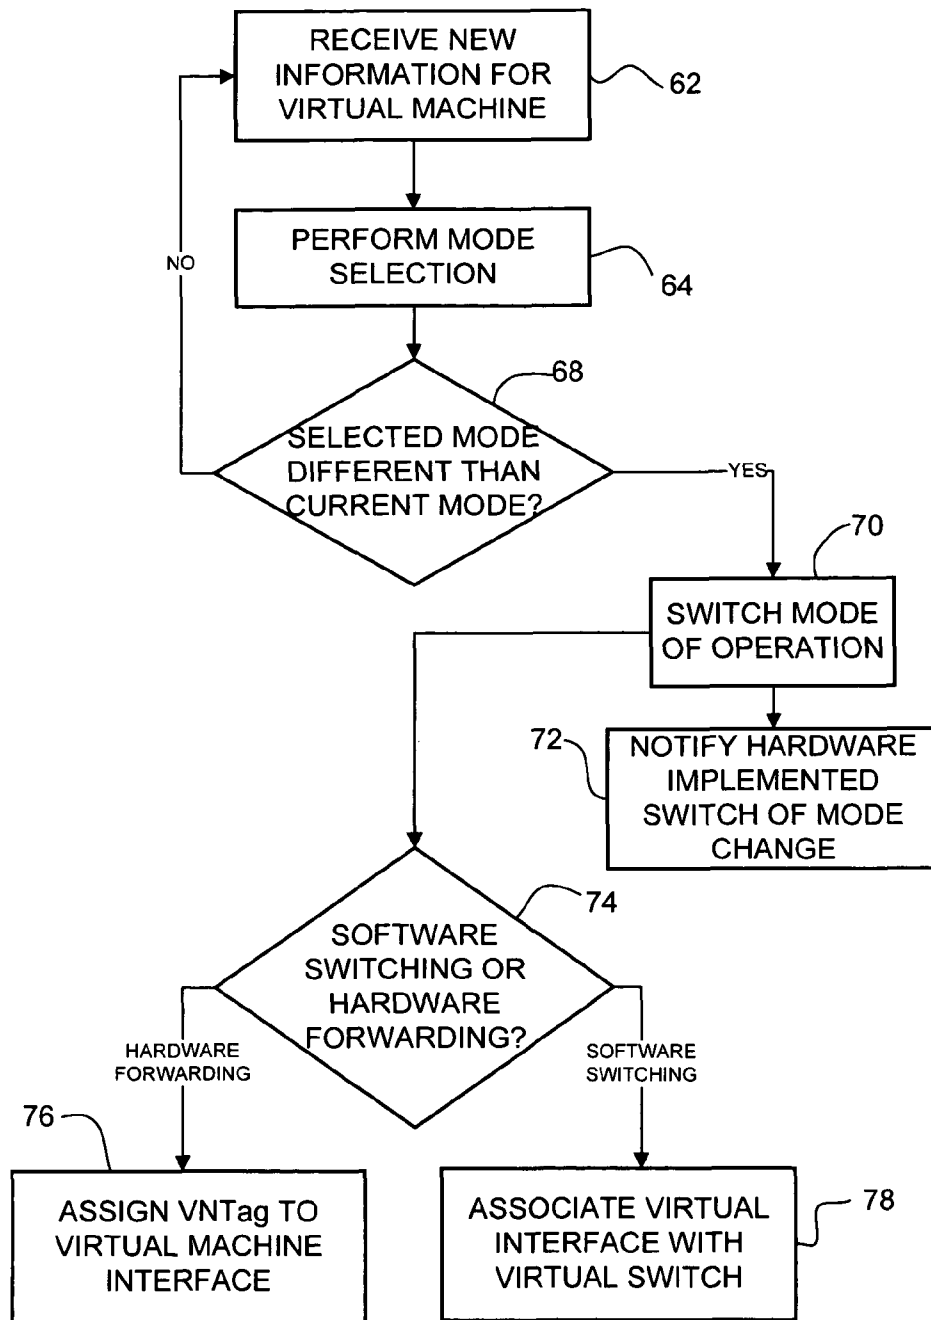 RECEIVE NEW
INFORMATION FOR
VIRTUAL MACHINE
62
PERFORM MODE
SELECTION
64
NO
68
SELECTED MODE
DIFFERENT THAN
CURRENT MODE?
YES
70
SWITCH MODE
OF OPERATION
72
NOTIFY HARDWARE
IMPLEMENTED
SWITCH OF MODE
CHANGE
74
SOFTWARE
SWITCHING OR
HARDWARE
FORWARDING?
HARDWARE
FORWARDING
SOFTWARE
SWITCHING
76
ASSIGN VNTag TO
VIRTUAL MACHINE
INTERFACE
ASSOCIATE VIRTUAL
INTERFACE WITH
VIRTUAL SWITCH
78